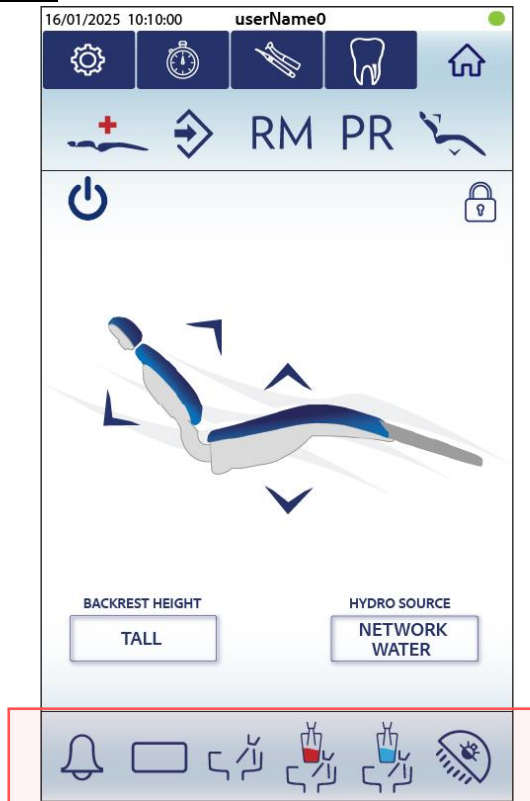 16/01/2025 10:10:00 userName0
RM PR
BACKREST HEIGHT
TALL
HYDRO SOURCE
NETWORK
WATER